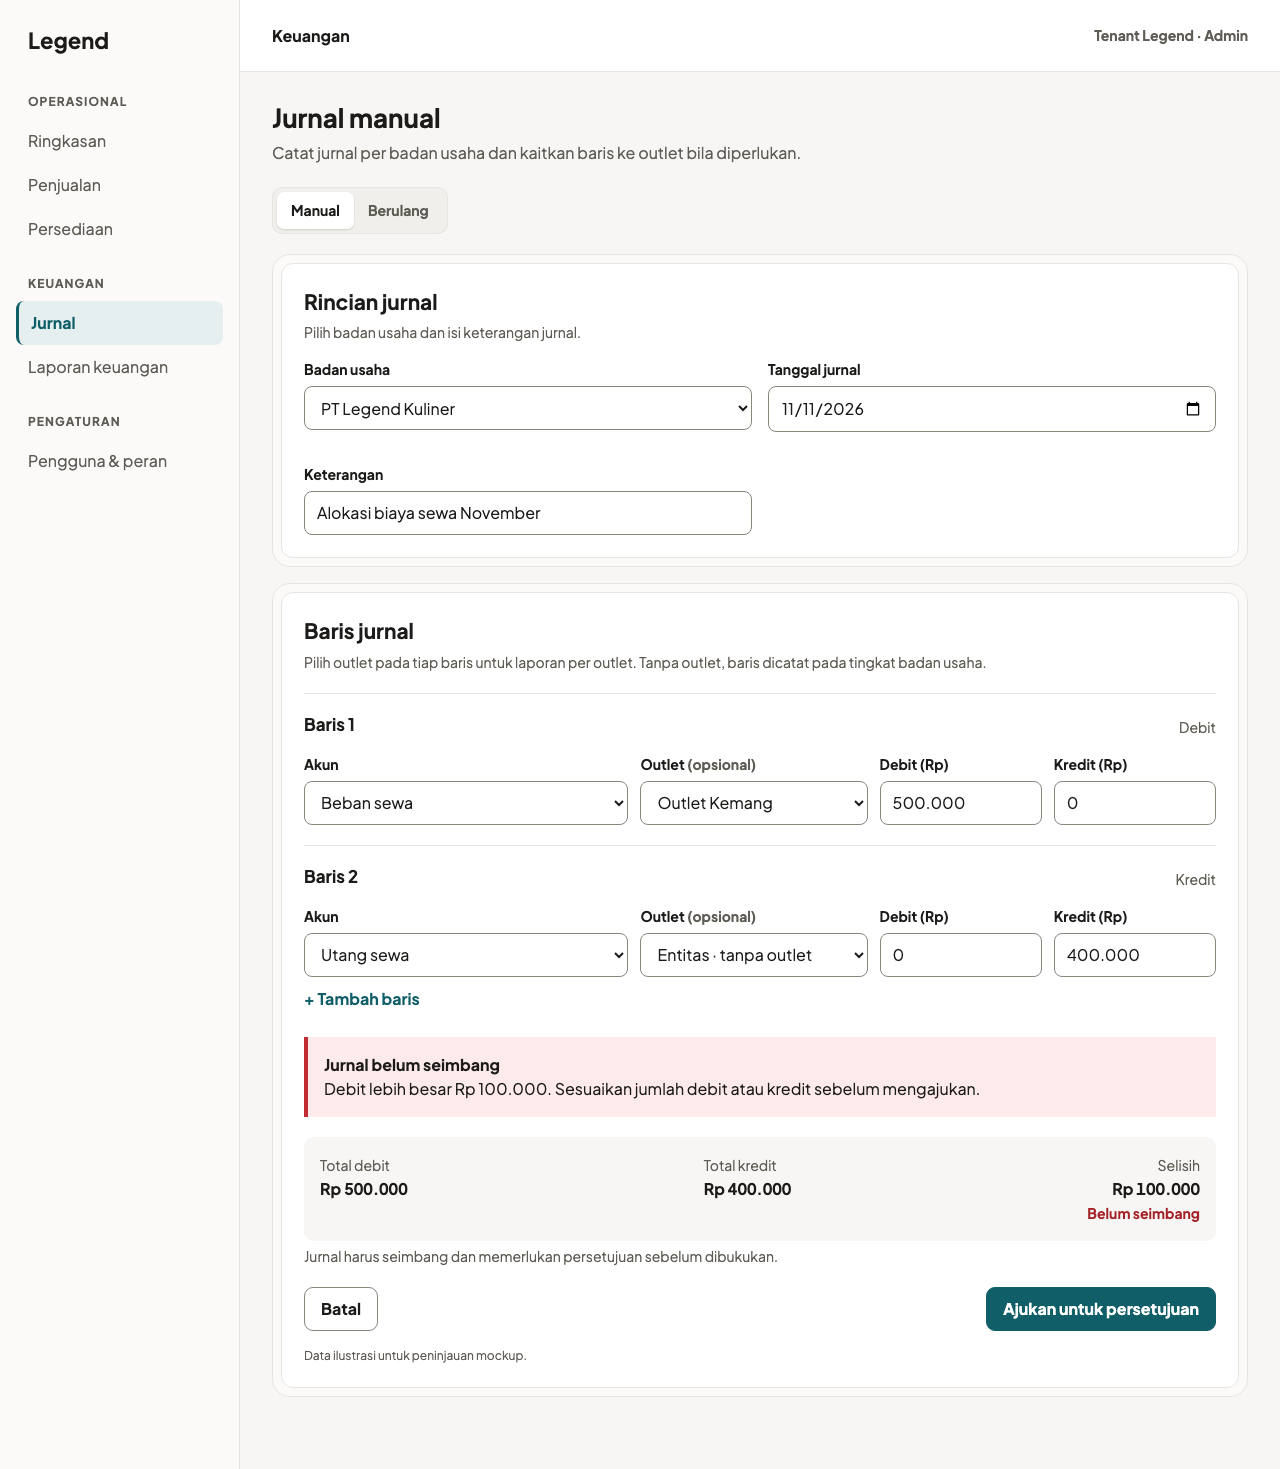 Legend
OPERASIONAL
Ringkasan
Penjualan
Persediaan
KEUANGAN
Jurnal
Laporan keuangan
PENGATURAN
Pengguna & peran
Keuangan
Tenant Legend · Admin
Jurnal manual
Catat jurnal per badan usaha dan kaitkan baris ke outlet bila diperlukan.
Manual
Berulang
Rincian jurnal
Pilih badan usaha dan isi keterangan jurnal.
Badan usaha
Tanggal jurnal
PT Legend Kuliner
11/11/2026
Keterangan
Alokasi biaya sewa November
Baris jurnal
Pilih outlet pada tiap baris untuk laporan per outlet. Tanpa outlet, baris dicatat pada tingkat badan usaha.
Baris 1
Debit
Akun
Outlet (opsional)
Debit (Rp)
Kredit (Rp)
Beban sewa
Outlet Kemang
500.000
0
Baris 2
Kredit
Akun
Outlet (opsional)
Debit (Rp)
Kredit (Rp)
Utang sewa
Entitas · tanpa outlet
0
400.000
+ Tambah baris
Jurnal belum seimbang
Debit lebih besar Rp 100.000. Sesuaikan jumlah debit atau kredit sebelum mengajukan.
Total debit
Total kredit
Selisih
Rp 500.000
Rp 400.000
Rp 100.000
Belum seimbang
Jurnal harus seimbang dan memerlukan persetujuan sebelum dibukukan.
Batal
Ajukan untuk persetujuan
Data ilustrasi untuk peninjauan mockup.